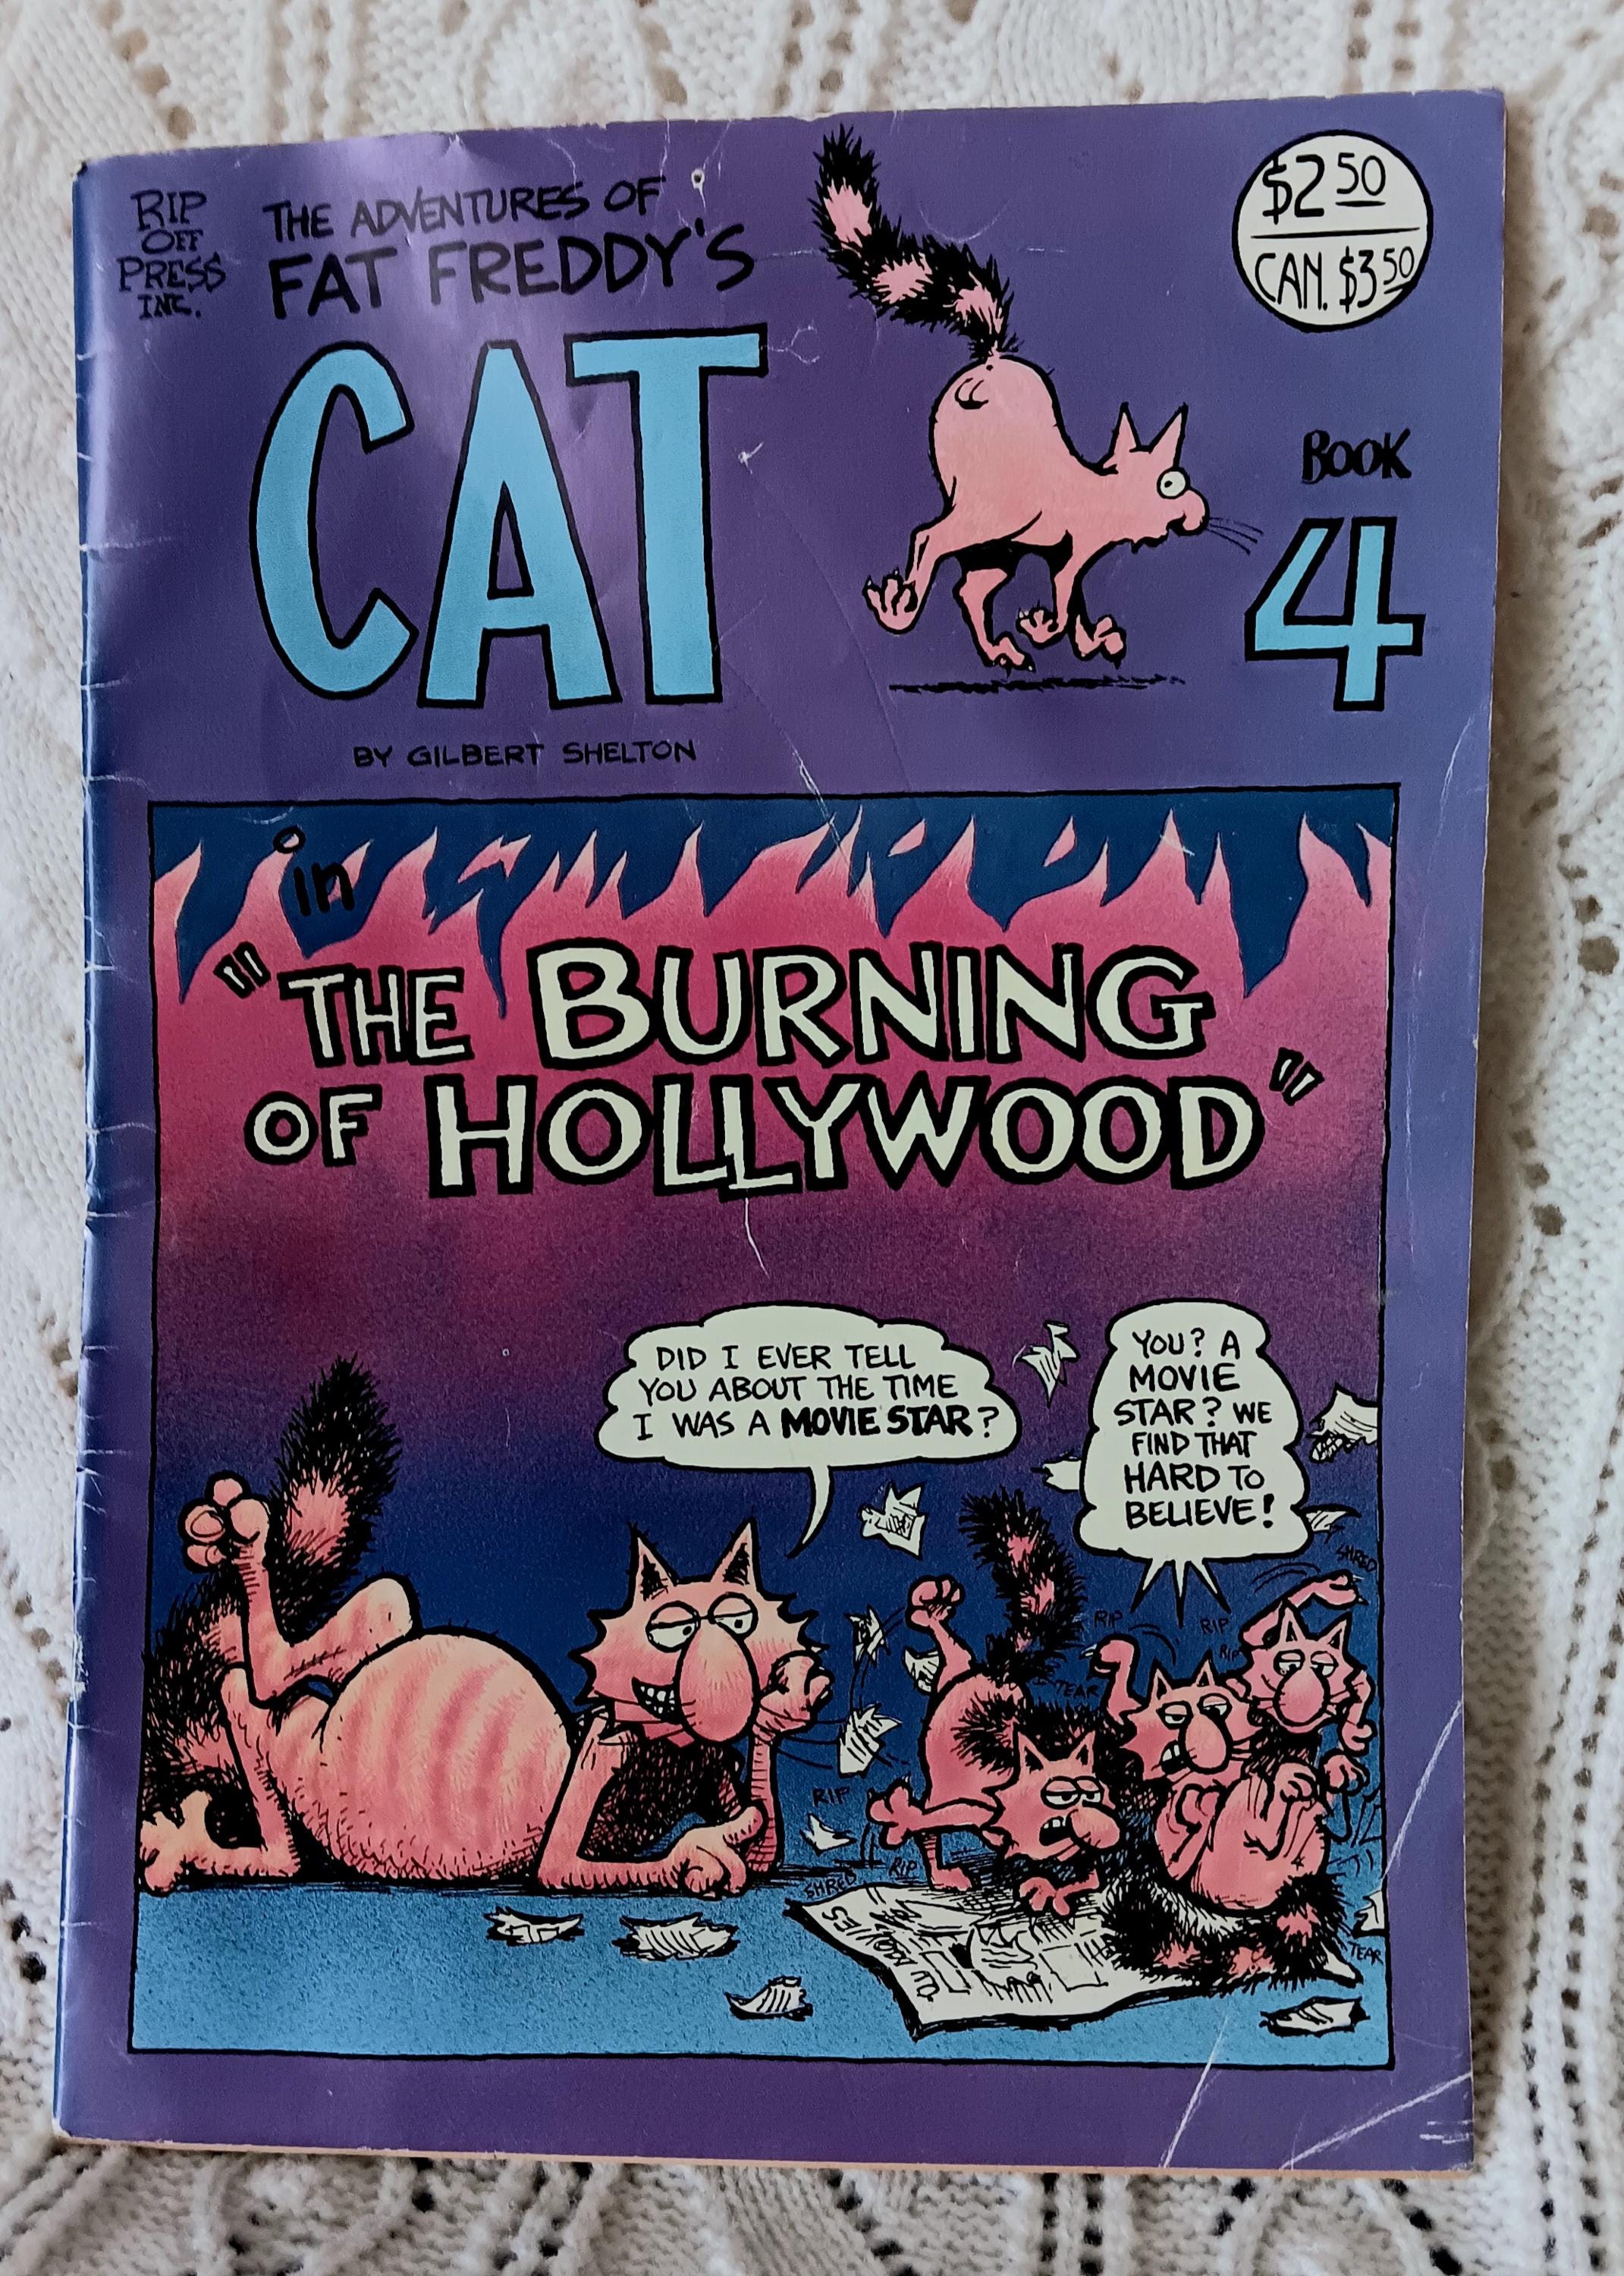 RIP
OFF
PRESS
INC.
THE ADVENTURES OF
FAT FREDDY'S
CAT
$2 50
CAN. $3 50
BOOK
4
BY GILBERT SHELTON
in
"THE BURNING
OF HOLLYWOOD"
DID I EVER TELL
YOU ABOUT THE TIME
I WAS A MOVIE STAR?
YOU? A
MOVIE
STAR? WE
FIND THAT
HARD TO
BELIEVE!
SHRED
RIP
RIP
RIP
TEAR
RIP
RIP
SHRED
TEAR
MOVIES